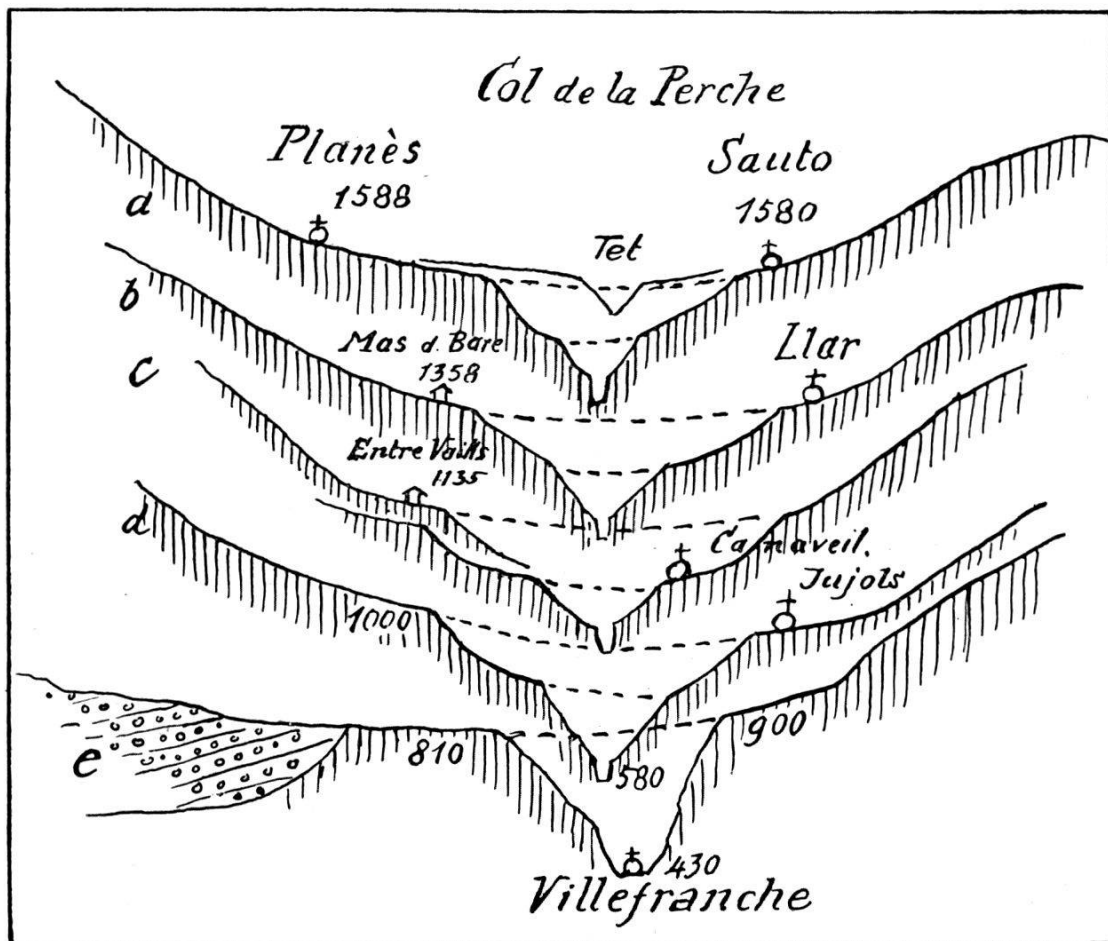 Col de la Perche
Planès
1588
Sauto
1580
a
Tet
b
Mas d. Bare
1358
Llar
c
Entre Valls
1135
d
Canaveil.
Jujols
1000
900
e
810
580
430
Villefranche